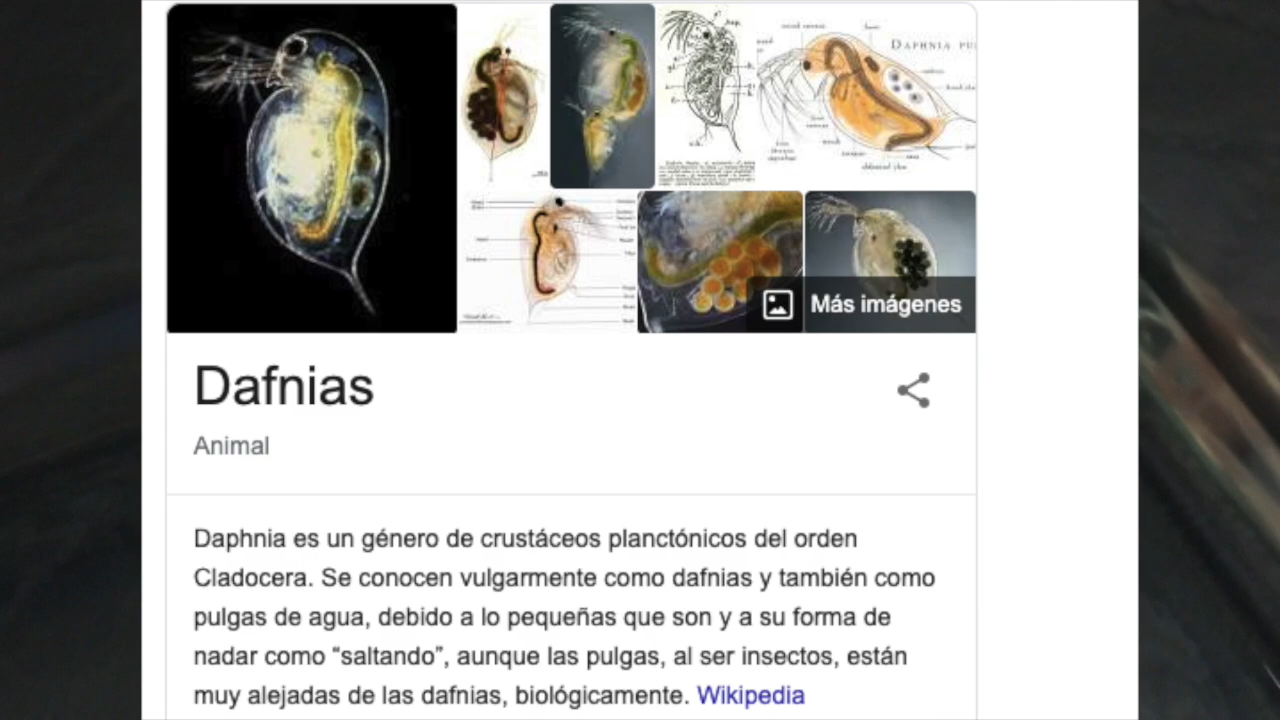 DAPHNIA PU
Más imágenes
Dafnias
Animal
Daphnia es un género de crustáceos planctónicos del orden
Cladocera. Se conocen vulgarmente como dafnias y también como
pulgas de agua, debido a lo pequeñas que son y a su forma de
nadar como “saltando”, aunque las pulgas, al ser insectos, están
muy alejadas de las dafnias, biológicamente. Wikipedia